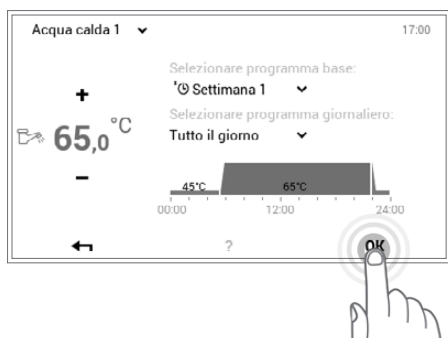 Acqua calda 1
17:00
Selezionare programma base:
Settimana 1
+
Selezionare programma giornaliero:
65,0 °C
Tutto il giorno
−
45°C 65°C
00:00 12:00 24:00
? OK